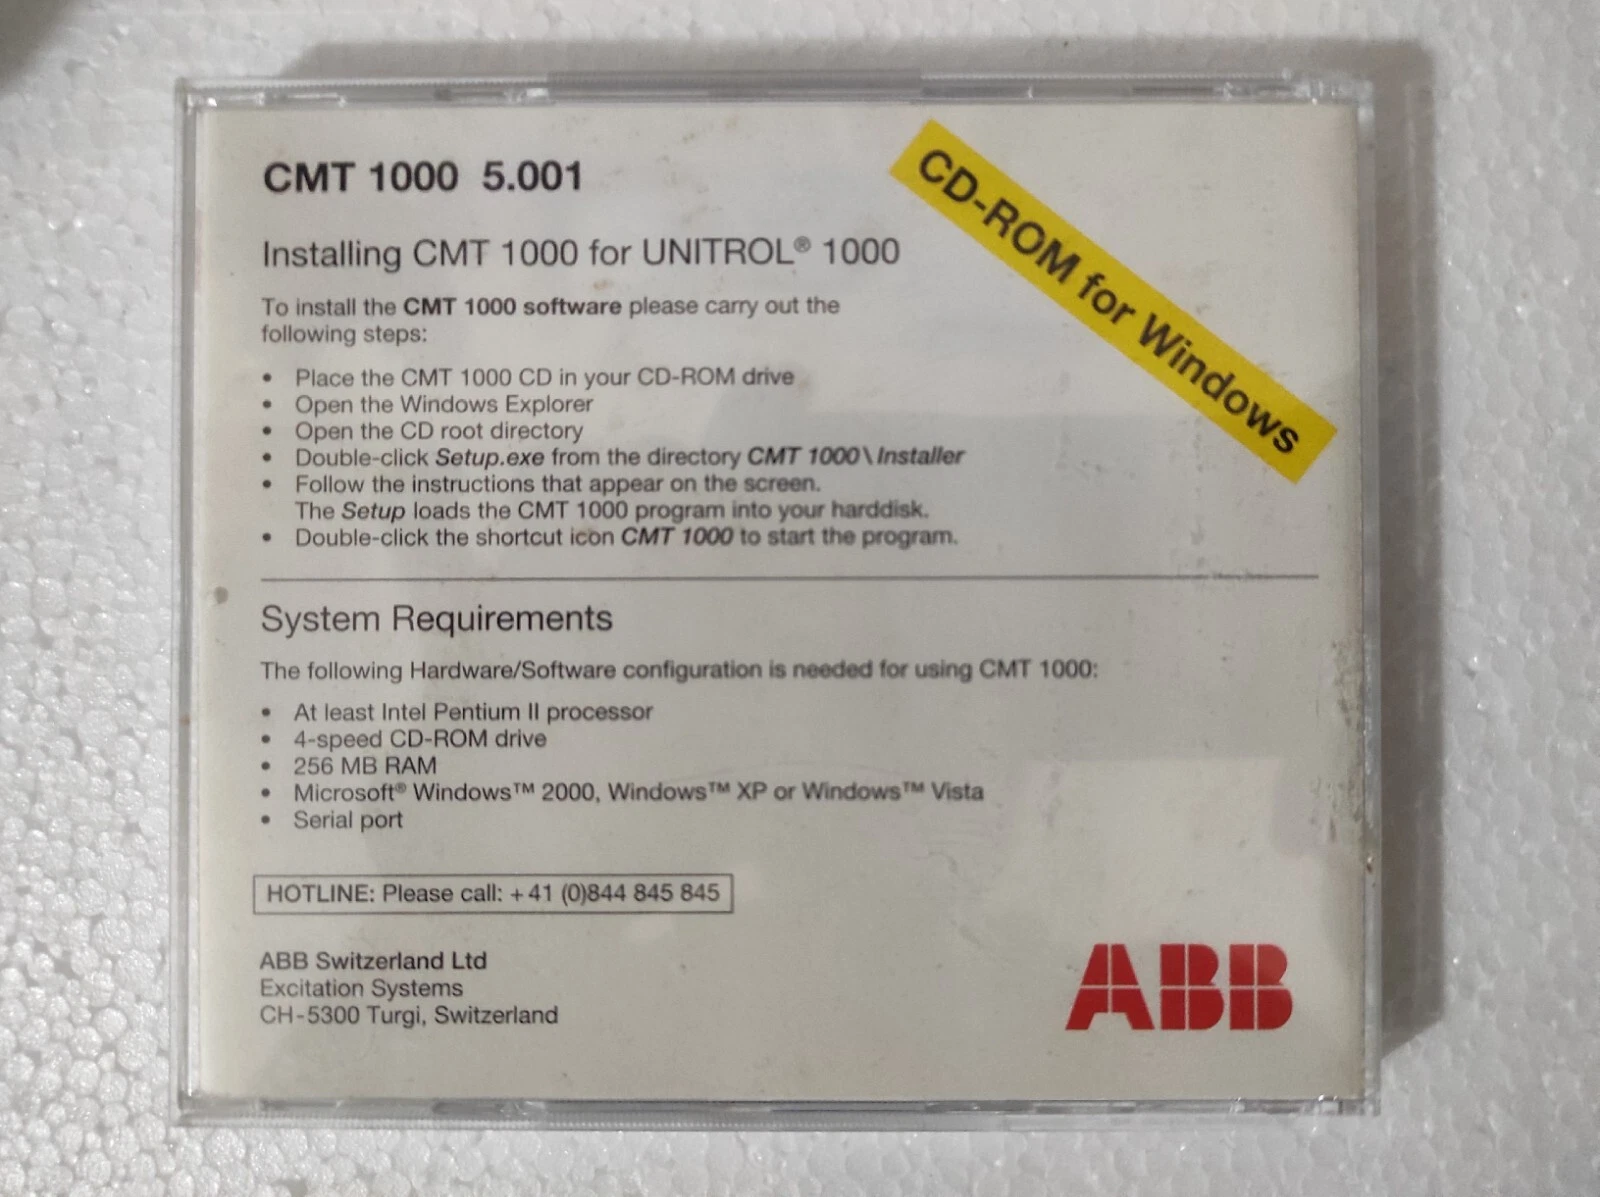 CMT 1000 5.001
CD-ROM for Windows
Installing CMT 1000 for UNITROL® 1000
To install the CMT 1000 software please carry out the
following steps:
• Place the CMT 1000 CD in your CD-ROM drive
• Open the Windows Explorer
• Open the CD root directory
• Double-click Setup.exe from the directory CMT 1000\Installer
• Follow the instructions that appear on the screen.
The Setup loads the CMT 1000 program into your harddisk.
• Double-click the shortcut icon CMT 1000 to start the program.
System Requirements
The following Hardware/Software configuration is needed for using CMT 1000:
• At least Intel Pentium II processor
• 4-speed CD-ROM drive
• 256 MB RAM
• Microsoft® Windows™ 2000, Windows™ XP or Windows™ Vista
• Serial port
HOTLINE: Please call: +41 (0)844 845 845
ABB Switzerland Ltd
Excitation Systems
CH-5300 Turgi, Switzerland
ABB